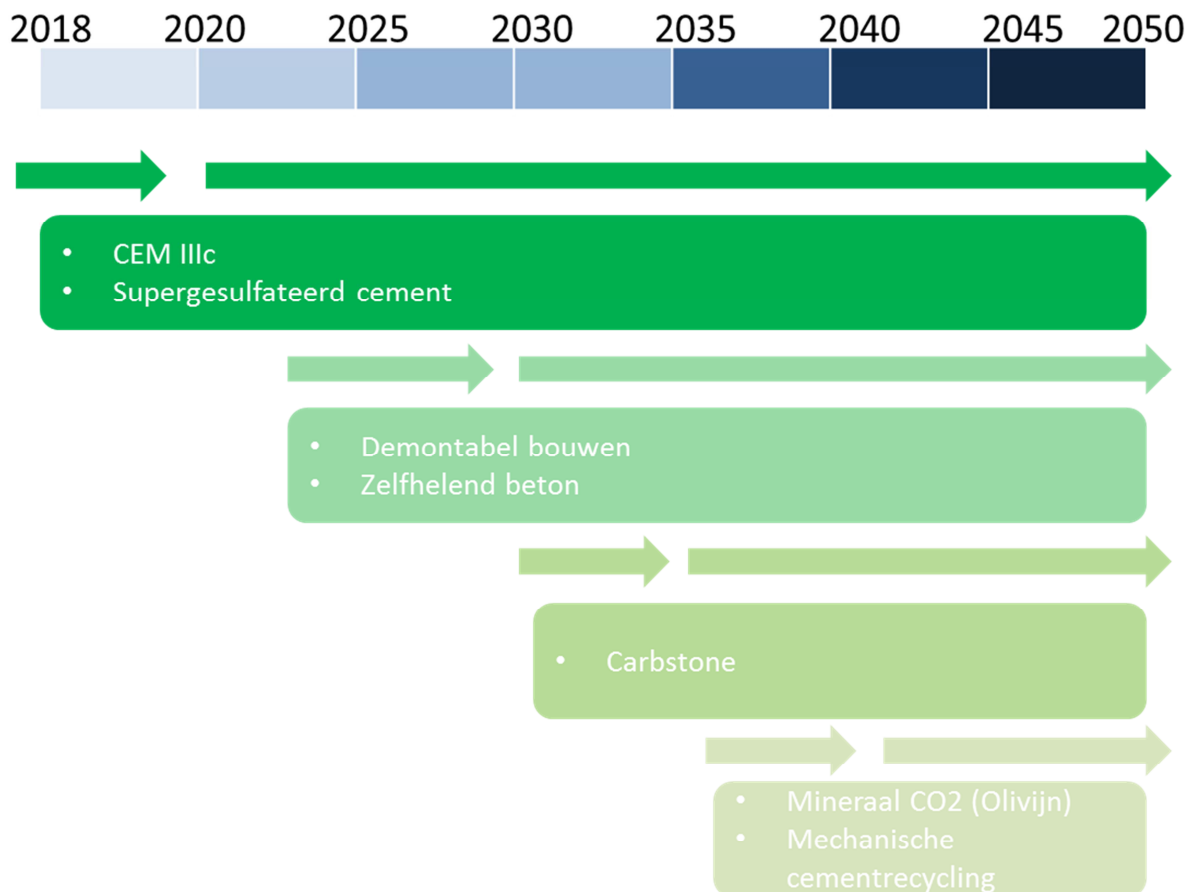 2018 2020 2025 2030 2035 2040 2045 2050
• CEM IIIc
• Supergesulfateerd cement
• Demontabel bouwen
• Zelfhelend beton
• Carbstone
• Mineraal CO2 (Olivijn)
• Mechanische
cementrecycling